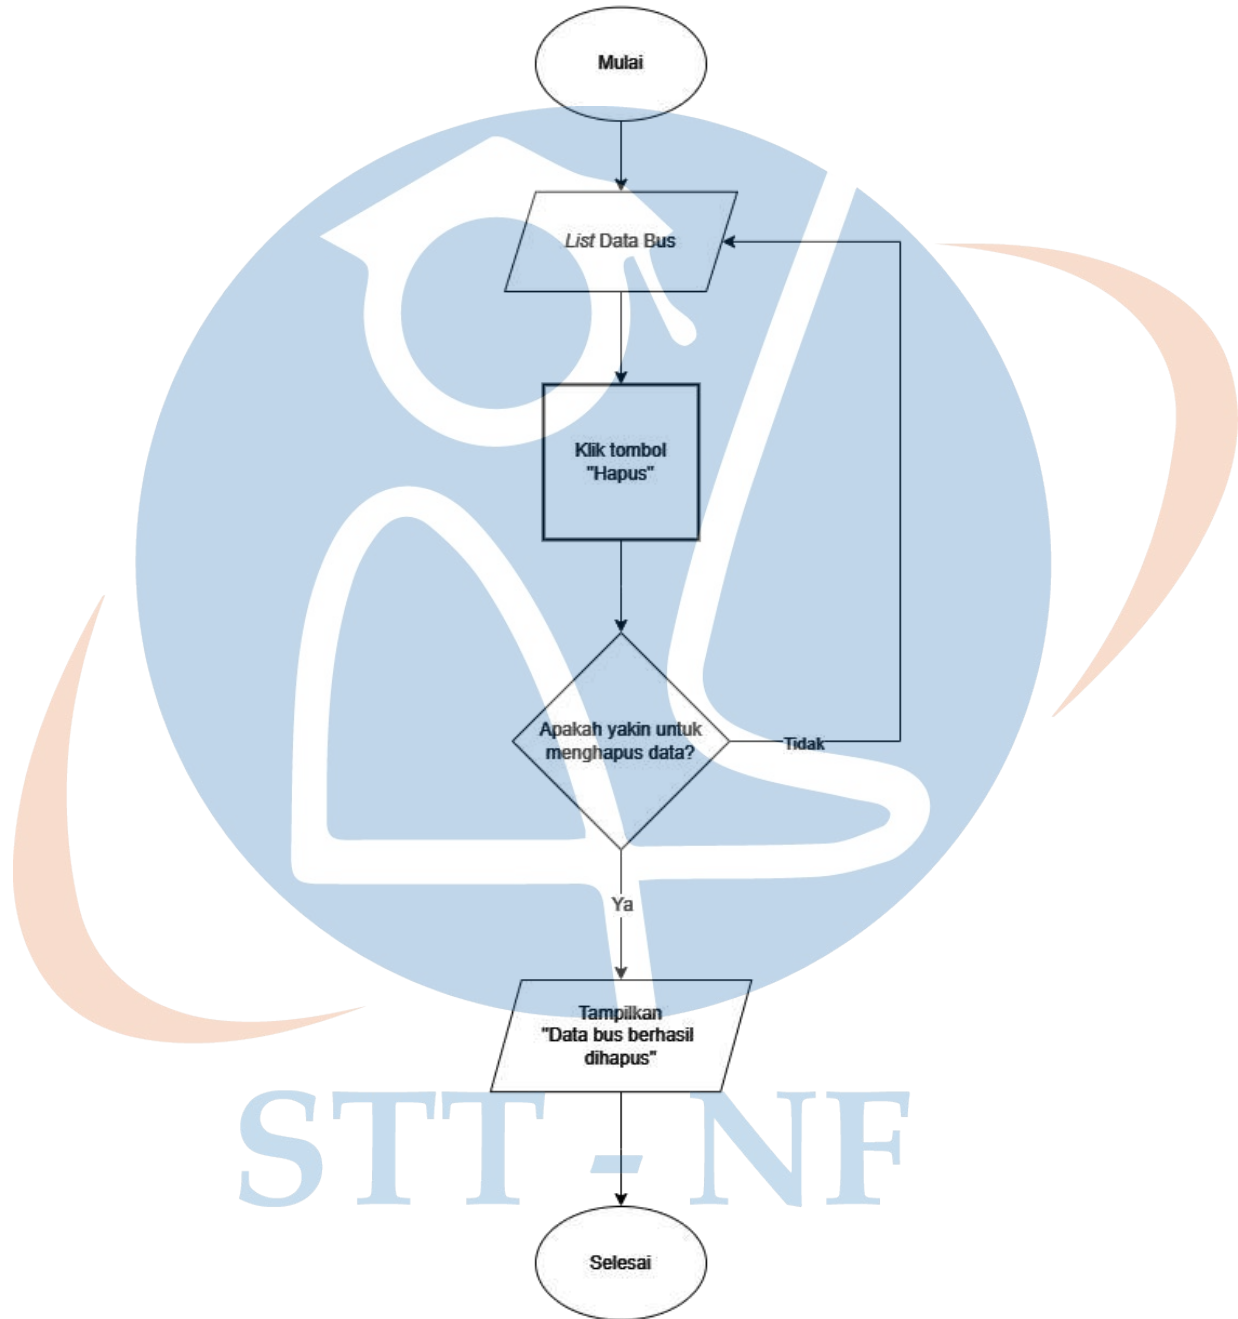 Mulai
List Data Bus
Klik tombol
"Hapus"
Apakah yakin untuk
menghapus data?
Tidak
Ya
Tampilkan
"Data bus berhasil
dihapus"
STT - NF
Selesai